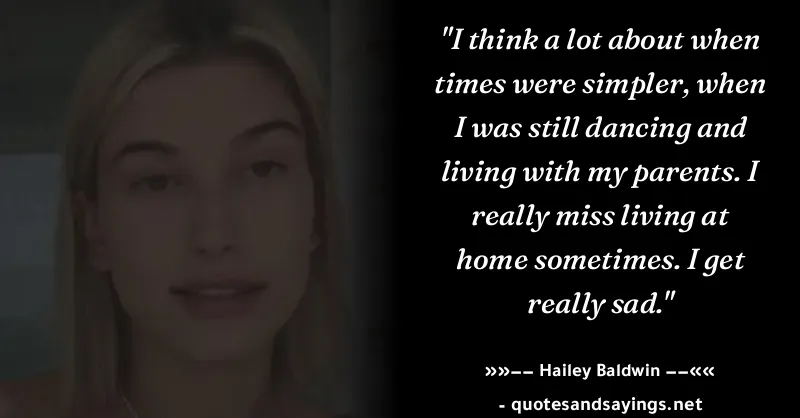 "I think a lot about when
times were simpler, when
I was still dancing and
living with my parents. I
really miss living at
home sometimes. I get
really sad."
»»−− Hailey Baldwin −−««
- quotesandsayings.net